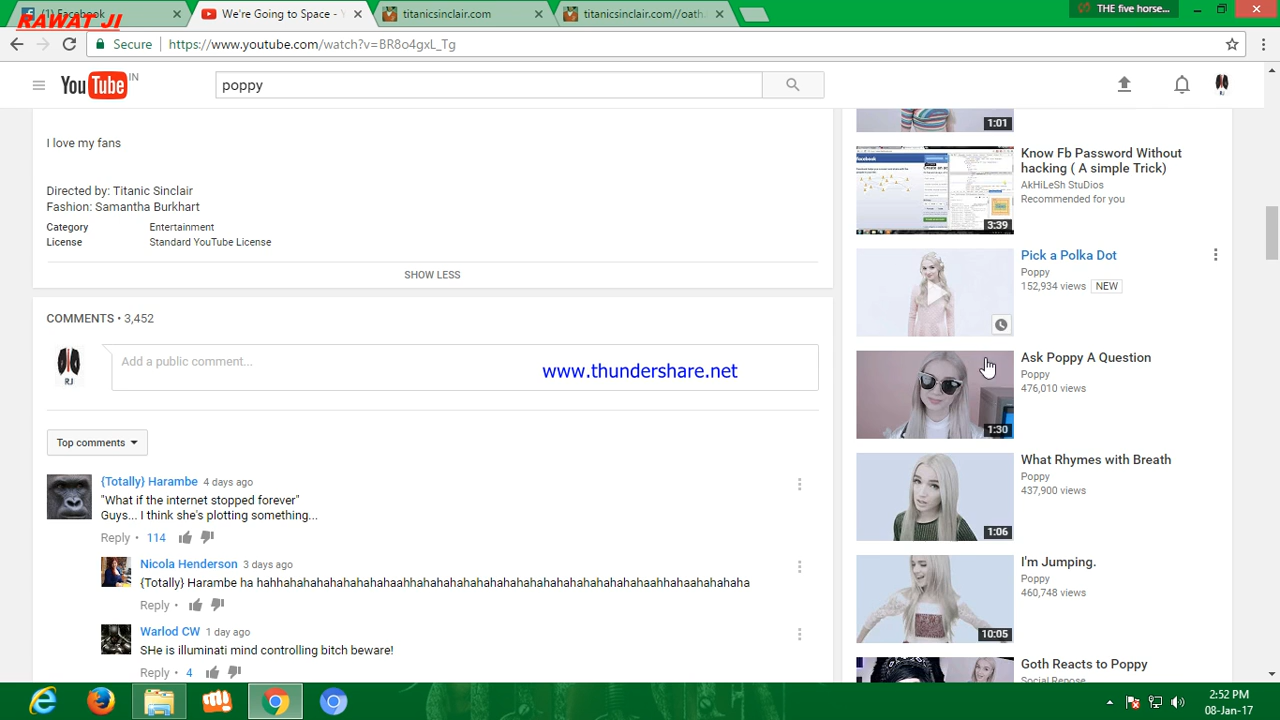 (1) Facebook
RAWAT JI
We're Going to Space -
titanicsinclair.com
titanicsinclair.com//oath
THE five horse...
Secure
https://www.youtube.com/watch?v=BR8o4gxL_Tg
YouTube IN
poppy
I love my fans
Directed by: Titanic SInclair
Fashion: Samantha Burkhart
Category Entertainment
License Standard YouTube License
SHOW LESS
COMMENTS • 3,452
RJ
Add a public comment...
www.thundershare.net
Top comments
{Totally} Harambe 4 days ago
"What if the internet stopped forever"
Guys... I think she's plotting something...
Reply • 114
Nicola Henderson 3 days ago
{Totally} Harambe ha hahhahahahahahahahaahhahahahahahahahahahahahahahahahahaahhahaahahahaha
Reply •
Warlod CW 1 day ago
SHe is illuminati mind controlling bitch beware!
Reply • 4
1:01
Know Fb Password Without
hacking ( A simple Trick)
AkHiLeSh StuDios
Recommended for you
facebook
3:39
Pick a Polka Dot
Poppy
152,934 views NEW
Ask Poppy A Question
Poppy
476,010 views
1:30
What Rhymes with Breath
Poppy
437,900 views
1:06
I'm Jumping.
Poppy
460,748 views
10:05
Goth Reacts to Poppy
Social Repose
2:52 PM
08-Jan-17